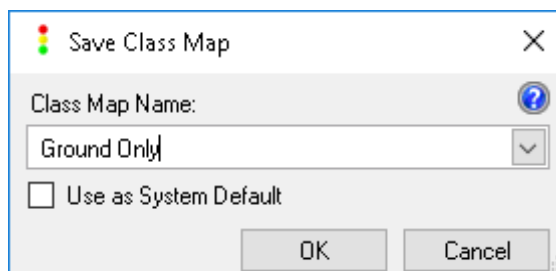 Save Class Map
Class Map Name:
Ground Only
Use as System Default
OK Cancel